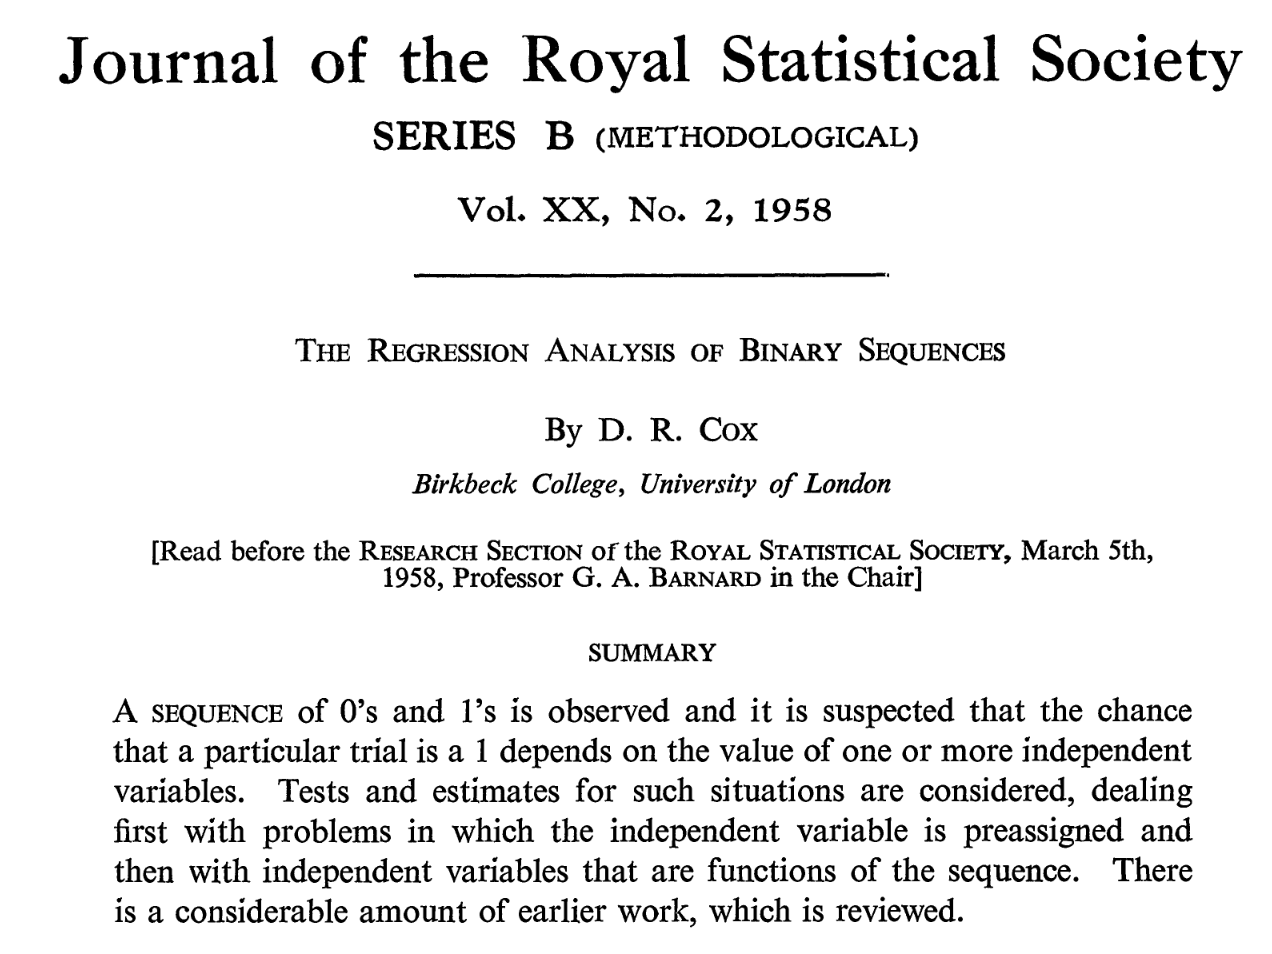 Journal of the Royal Statistical Society
SERIES B (METHODOLOGICAL)
Vol. XX, No. 2, 1958
THE REGRESSION ANALYSIS OF BINARY SEQUENCES
By D. R. COX
Birkbeck College, University of London
[Read before the RESEARCH SECTION of the ROYAL STATISTICAL SOCIETY, March 5th,
1958, Professor G. A. BARNARD in the Chair]
SUMMARY
A SEQUENCE of 0's and 1's is observed and it is suspected that the chance
that a particular trial is a 1 depends on the value of one or more independent
variables. Tests and estimates for such situations are considered, dealing
first with problems in which the independent variable is preassigned and
then with independent variables that are functions of the sequence. There
is a considerable amount of earlier work, which is reviewed.